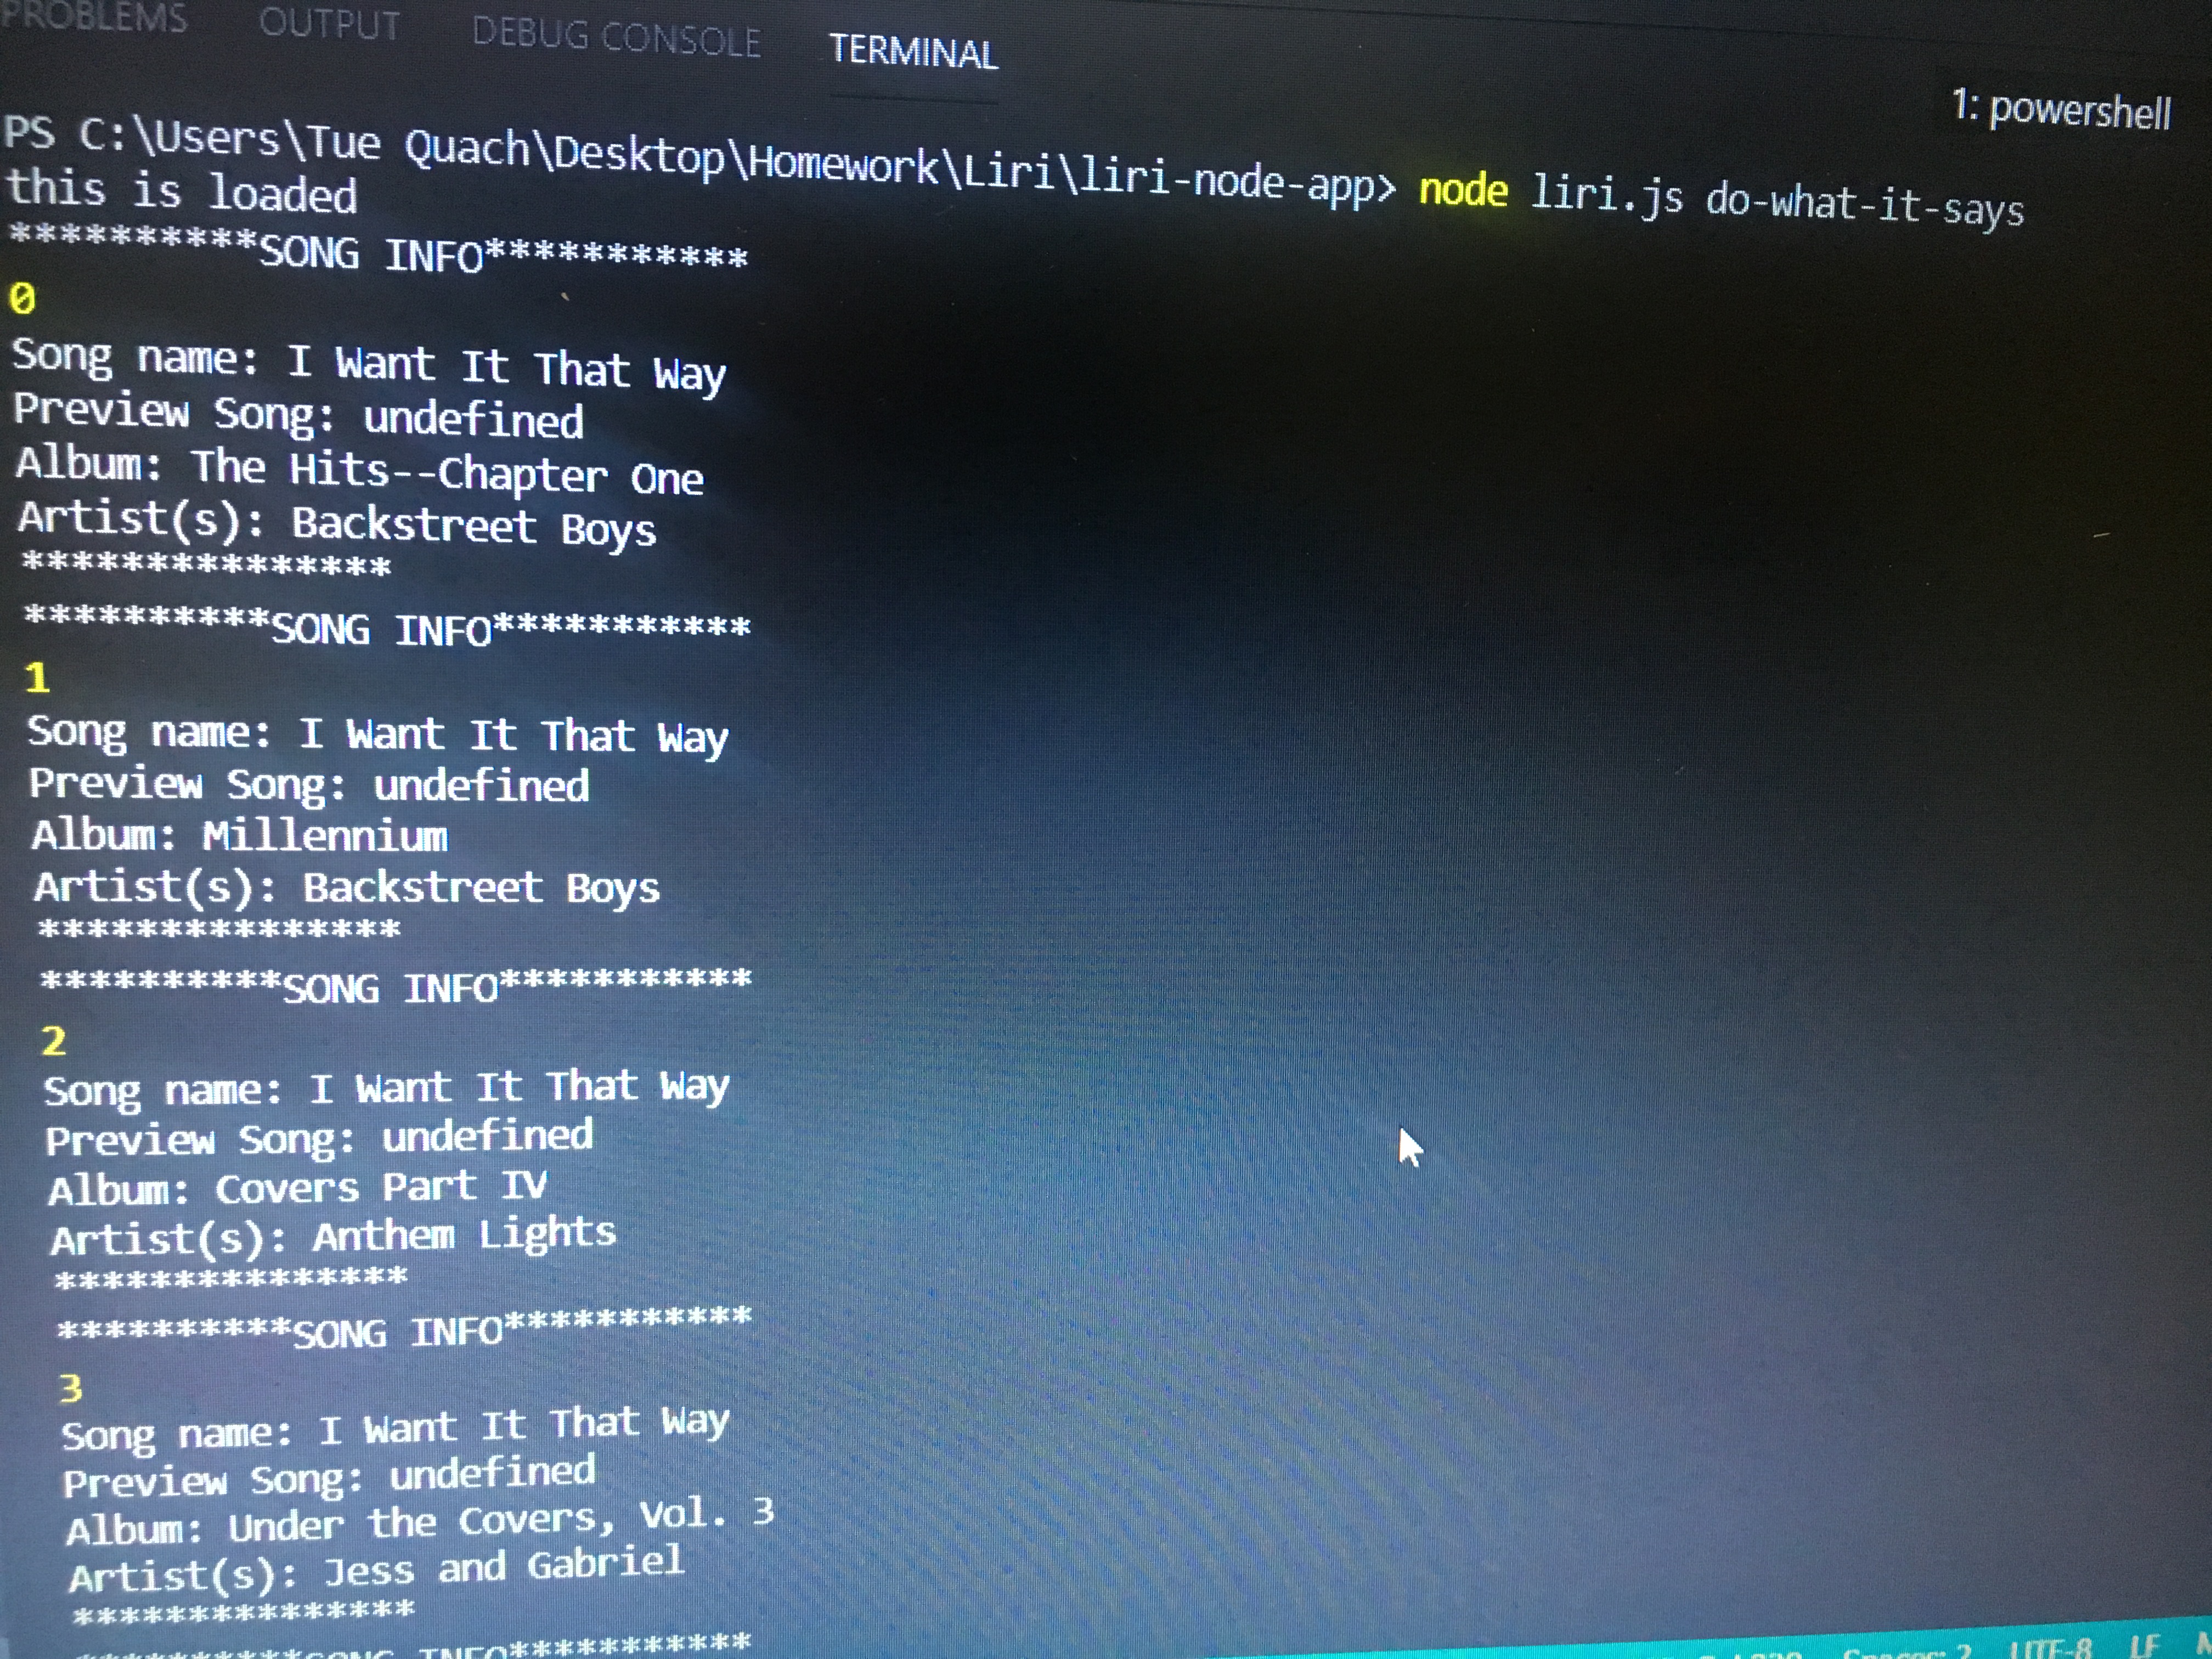 PROBLEMS OUTPUT DEBUG CONSOLE TERMINAL
1: powershell
PS C:\Users\Tue Quach\Desktop\Homework\Liri\liri-node-app> node liri.js do-what-it-says
this is loaded
**********SONG INFO***********
0
Song name: I Want It That Way
Preview Song: undefined
Album: The Hits--Chapter One
Artist(s): Backstreet Boys
***************
**********SONG INFO***********
1
Song name: I Want It That Way
Preview Song: undefined
Album: Millennium
Artist(s): Backstreet Boys
***************
**********SONG INFO***********
2
Song name: I Want It That Way
Preview Song: undefined
Album: Covers Part IV
Artist(s): Anthem Lights
***************
**********SONG INFO***********
3
Song name: I Want It That Way
Preview Song: undefined
Album: Under the Covers, Vol. 3
Artist(s): Jess and Gabriel
***************
**********SONG INFO***********
Spaces: 2 UTF-8 LF